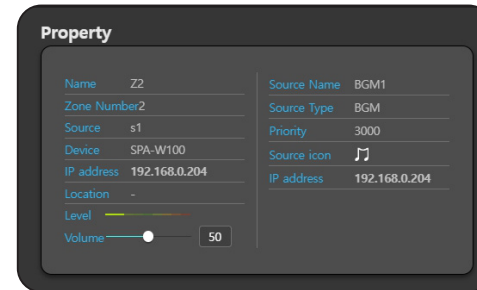 Property
Name Z2
Zone Number2
Source s1
Device SPA-W100
IP address 192.168.0.204
Location -
Level
Volume 50
Source Name BGM1
Source Type BGM
Priority 3000
Source icon
IP address 192.168.0.204